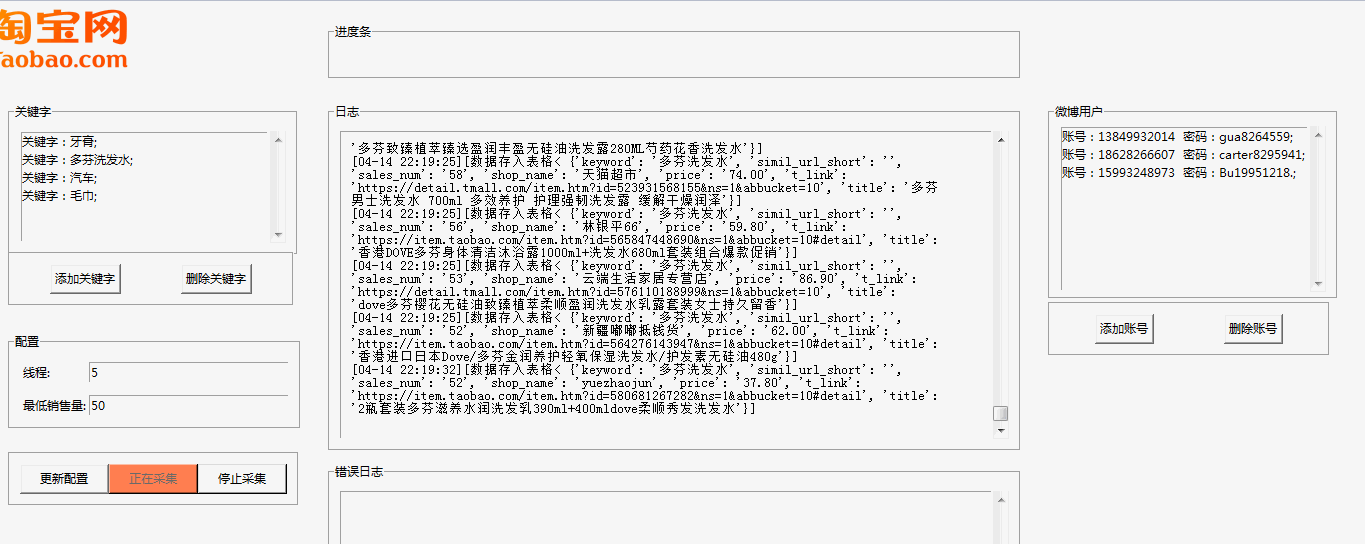 淘宝网
Taobao.com
进度条
关键字
关键字：牙膏;
关键字：多芬洗发水;
关键字：汽车;
关键字：毛巾;
添加关键字
删除关键字
配置
线程:
5
最低销售量:
50
更新配置
正在采集
停止采集
日志
'多芬致臻植萃臻选盈润丰盈无硅油洗发露280ML芍药花香洗发水'}]
[04-14 22:19:25][数据存入表格< {'keyword': '多芬洗发水', 'simil_url_short': '',
'sales_num': '58', 'shop_name': '天猫超市', 'price': '74.00', 't_link':
'https://detail.tmall.com/item.htm?id=523931568155&ns=1&abbucket=10', 'title': '多芬
男士洗发水 700ml 多效养护 护理强韧洗发露 缓解干燥润泽'}]
[04-14 22:19:25][数据存入表格< {'keyword': '多芬洗发水', 'simil_url_short': '',
'sales_num': '56', 'shop_name': '林银平66', 'price': '59.80', 't_link':
'https://item.taobao.com/item.htm?id=565847448690&ns=1&abbucket=10#detail', 'title':
'香港DOVE多芬身体清洁沐浴露1000ml+洗发水680ml套装组合爆款促销'}]
[04-14 22:19:25][数据存入表格< {'keyword': '多芬洗发水', 'simil_url_short': '',
'sales_num': '53', 'shop_name': '云端生活家居专营店', 'price': '86.90', 't_link':
'https://detail.tmall.com/item.htm?id=576110188999&ns=1&abbucket=10', 'title':
'dove多芬樱花无硅油致臻植萃柔顺盈润洗发水乳露套装女士持久留香'}]
[04-14 22:19:25][数据存入表格< {'keyword': '多芬洗发水', 'simil_url_short': '',
'sales_num': '52', 'shop_name': '新疆嘟嘟抵钱货', 'price': '62.00', 't_link':
'https://item.taobao.com/item.htm?id=564276143947&ns=1&abbucket=10#detail', 'title':
'香港进口日本Dove/多芬金润养护轻氧保湿洗发水/护发素无硅油480g'}]
[04-14 22:19:32][数据存入表格< {'keyword': '多芬洗发水', 'simil_url_short': '',
'sales_num': '52', 'shop_name': 'yuezhaojun', 'price': '37.80', 't_link':
'https://item.taobao.com/item.htm?id=580681267282&ns=1&abbucket=10#detail', 'title':
'2瓶套装多芬滋养水润洗发乳390ml+400mldove柔顺秀发洗发水'}]
错误日志
微博用户
账号：13849932014 密码：gua8264559;
账号：18628266607 密码：carter8295941;
账号：15993248973 密码：Bu19951218.;
添加账号
删除账号